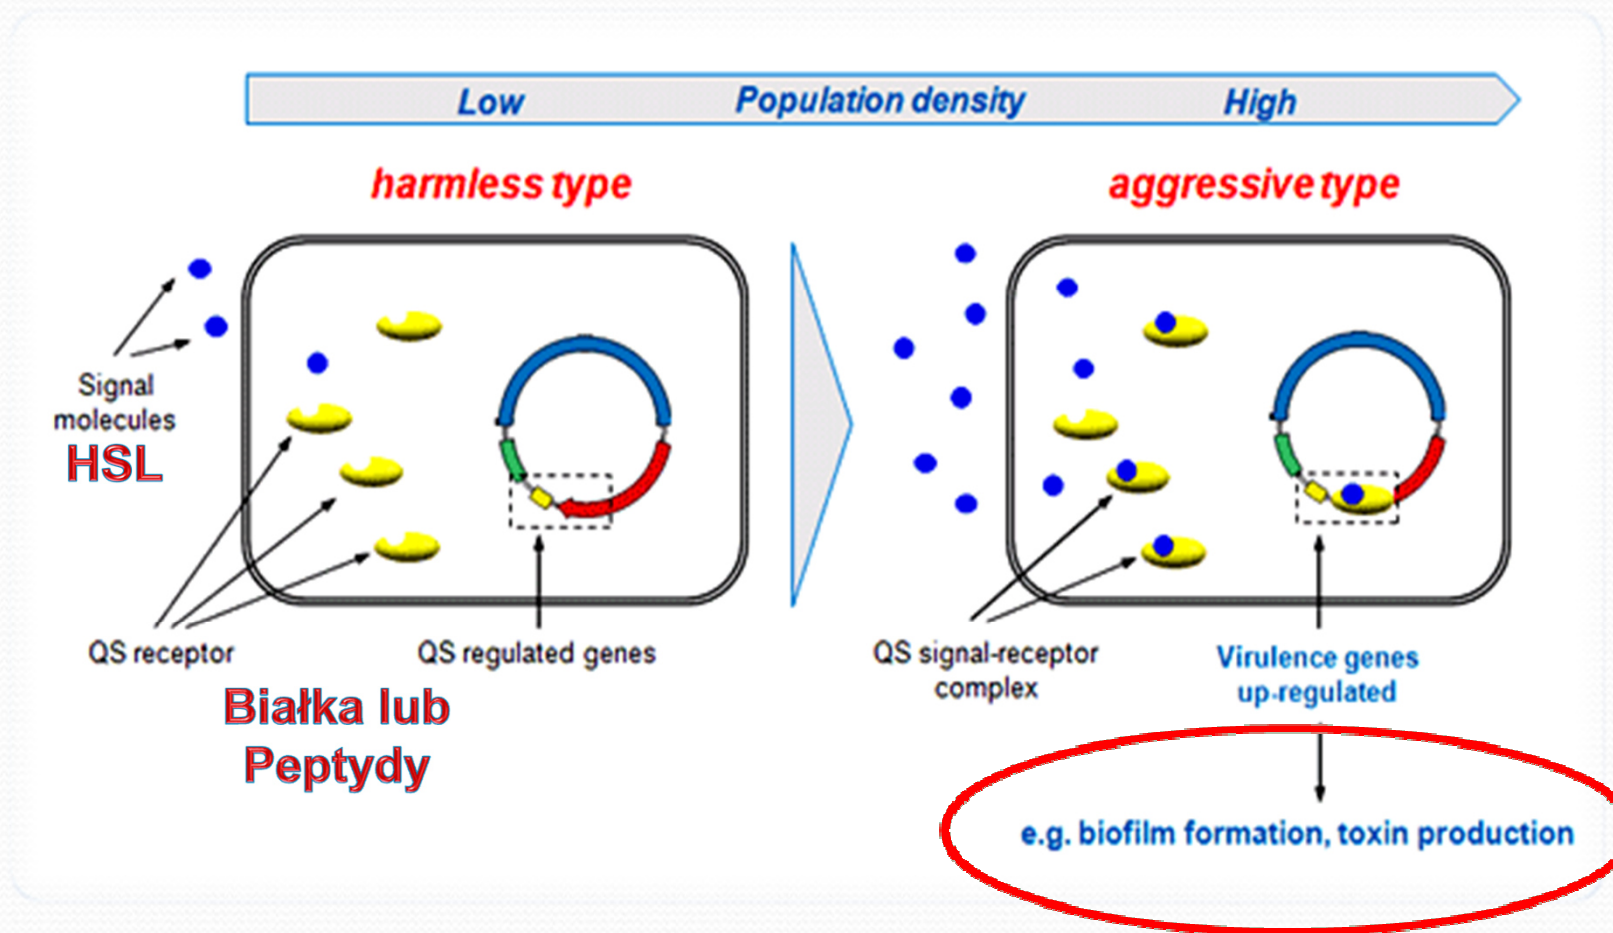 Low Population density High
harmless type
aggressive type
Signal
molecules
HSL
QS receptor
QS regulated genes
Białka lub
Peptydy
QS signal-receptor
complex
Virulence genes
up-regulated
e.g. biofilm formation, toxin production